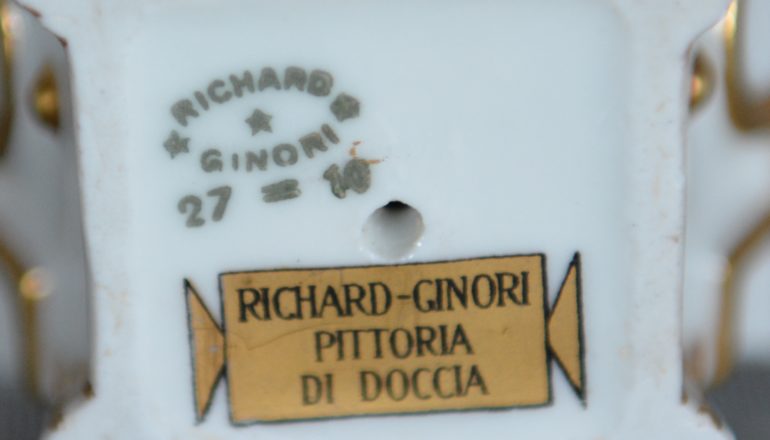 RICHARD
GINORI
27 = 10
RICHARD-GINORI
PITTORIA
DI DOCCIA